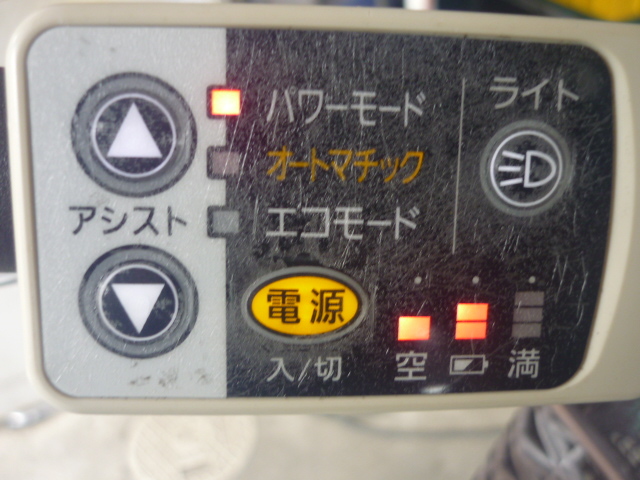 パワーモード
オートマチック
エコモード
アシスト
ライト
電源
入/切
空
満